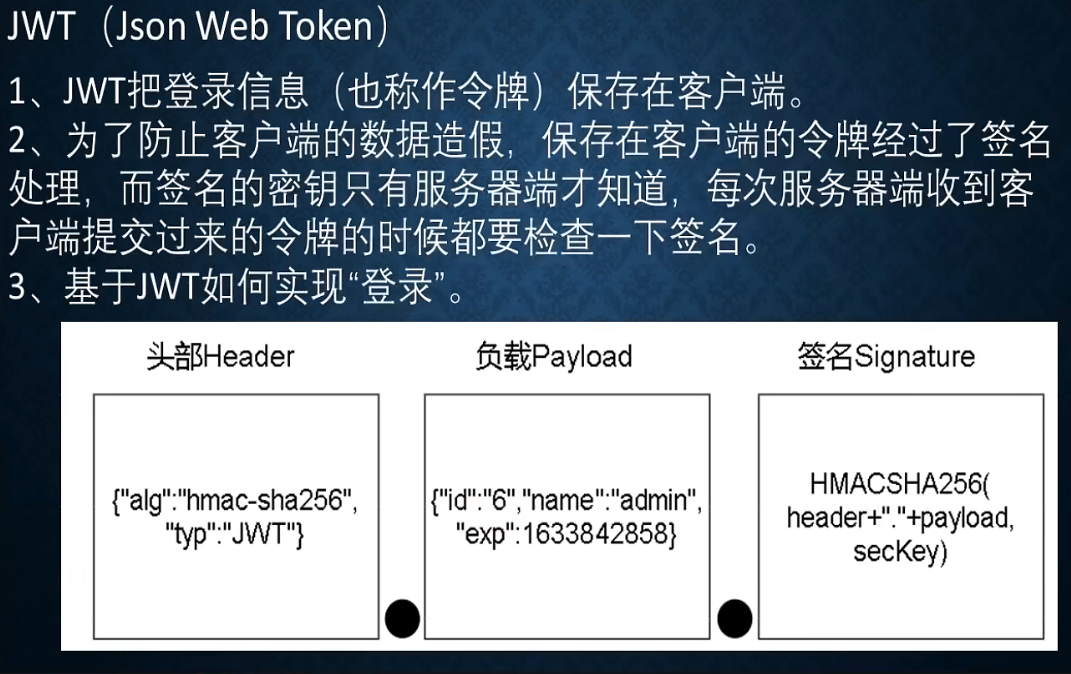 JWT（Json Web Token）
1、JWT把登录信息（也称作令牌）保存在客户端。
2、为了防止客户端的数据造假，保存在客户端的令牌经过了签名
处理，而签名的密钥只有服务器端才知道，每次服务器端收到客
户端提交过来的令牌的时候都要检查一下签名。
3、基于JWT如何实现“登录”。
头部Header
负载Payload
签名Signature
{"alg":"hmac-sha256",
"typ":"JWT"}
{"id":"6","name":"admin",
"exp":1633842858}
HMACSHA256(
header+"."+payload,
secKey)